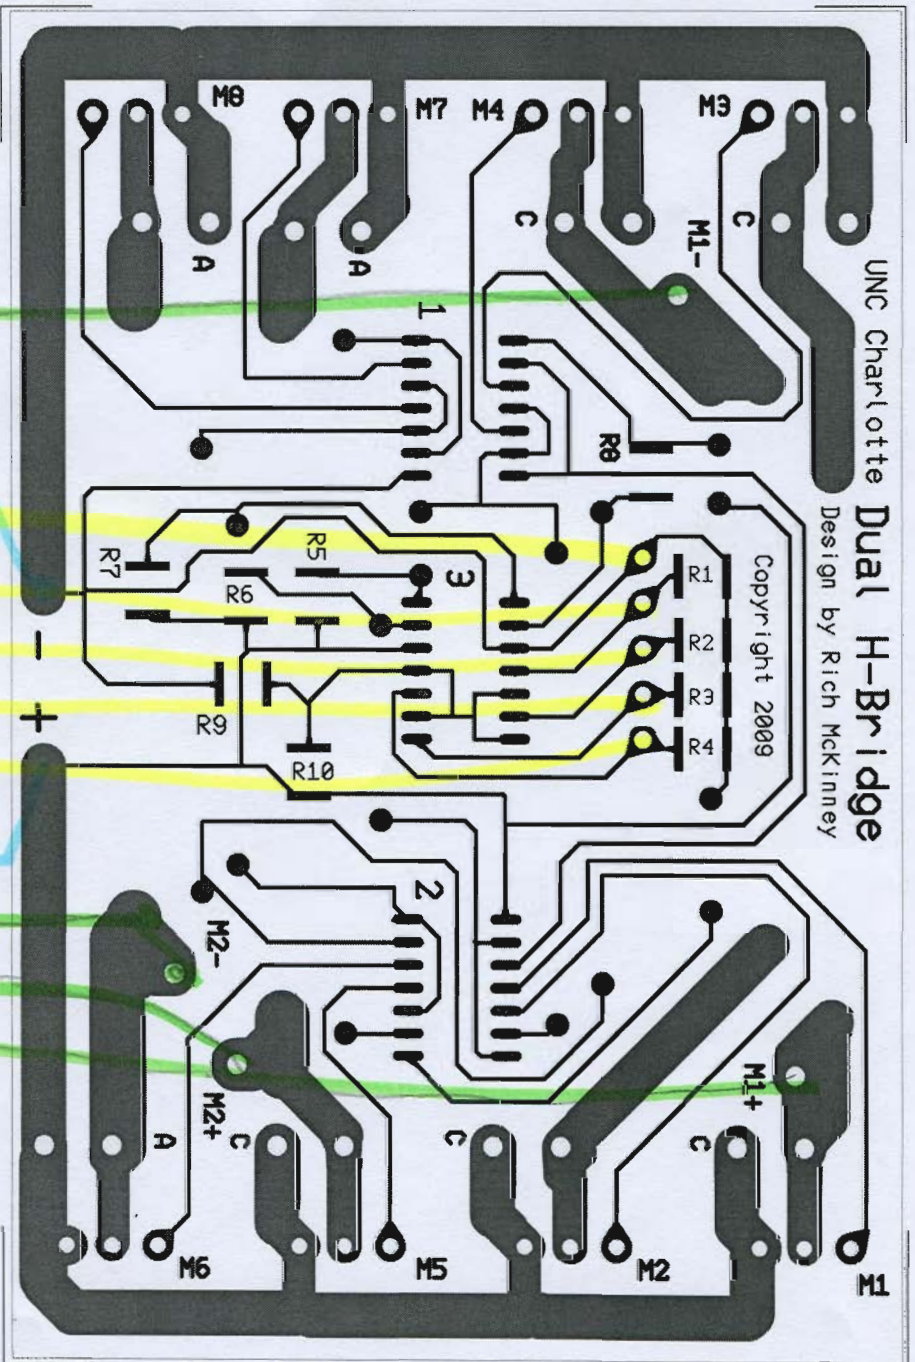 M8
M7
M4
M3
A
A
C
M1-
C
1
UNC Charlotte
Dual H-Bridge
Design by Rich McKinney
Copyright 2009
R8
R7
R5
R6
3
R1
R2
R3
R4
R9
R10
-
+
2
M2-
M2+
M1+
A
C
C
C
M6
M5
M2
M1